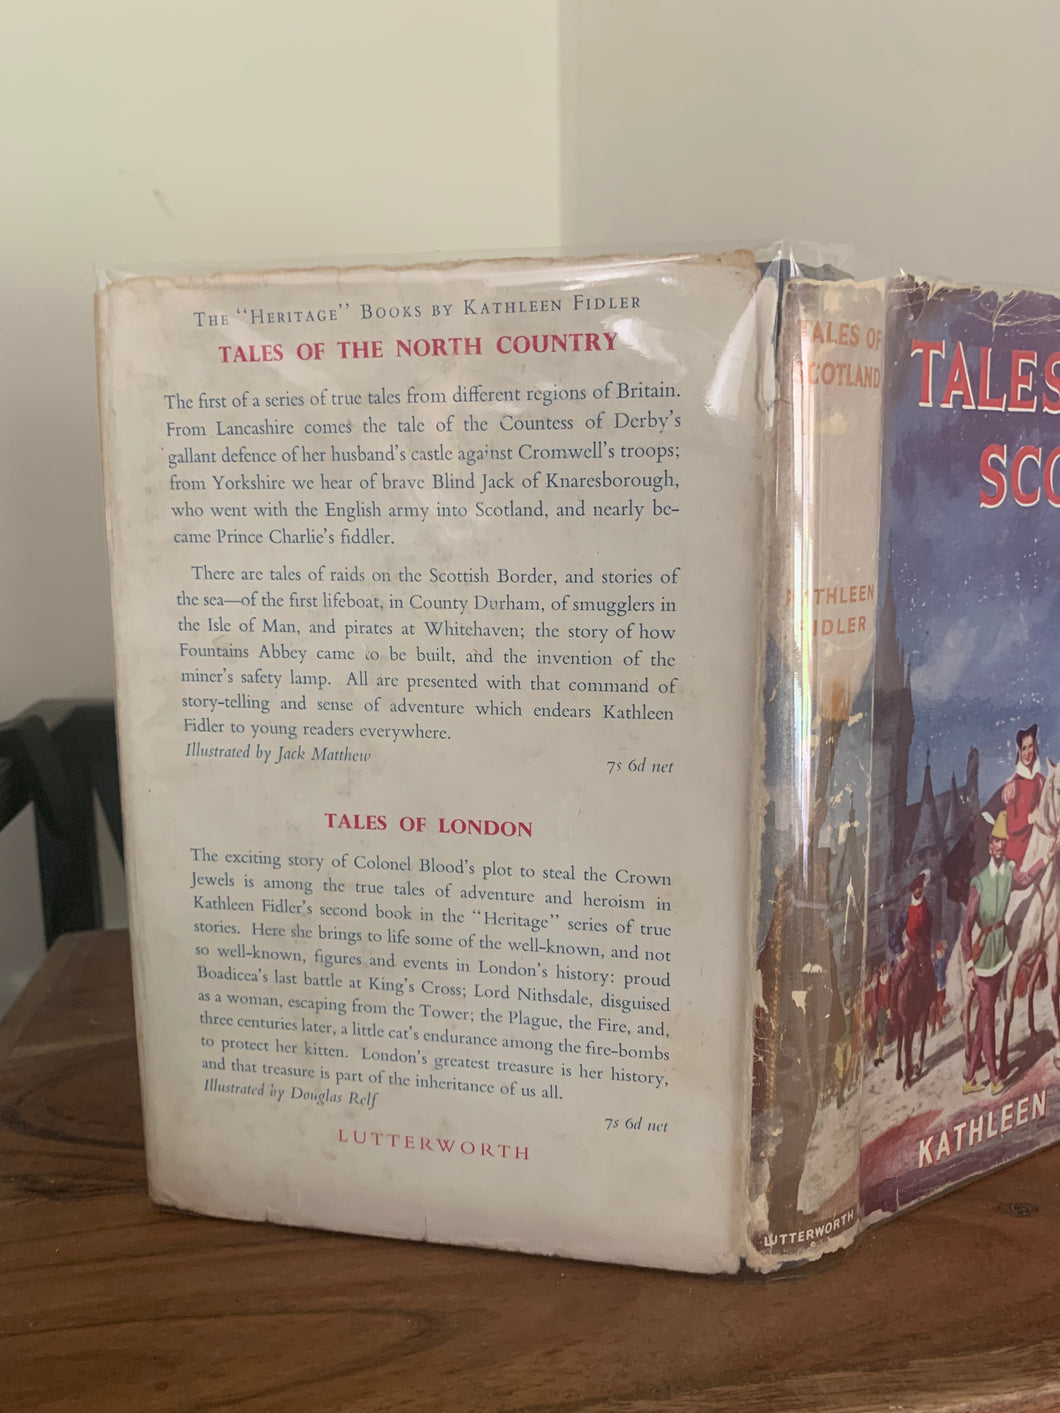 The "Heritage" Books by Kathleen Fidler
TALES OF THE NORTH COUNTRY
The first of a series of true tales from different regions of Britain.
From Lancashire comes the tale of the Countess of Derby's
gallant defence of her husband's castle against Cromwell's troops;
from Yorkshire we hear of brave Blind Jack of Knaresborough,
who went with the English army into Scotland, and nearly be-
came Prince Charlie's fiddler.
There are tales of raids on the Scottish Border, and stories of
the sea—of the first lifeboat, in County Durham, of smugglers in
the Isle of Man, and pirates at Whitehaven; the story of how
Fountains Abbey came to be built, and the invention of the
miner's safety lamp. All are presented with that command of
story-telling and sense of adventure which endears Kathleen
Fidler to young readers everywhere.
Illustrated by Jack Matthew
7s 6d net
TALES OF LONDON
The exciting story of Colonel Blood's plot to steal the Crown
Jewels is among the true tales of adventure and heroism in
Kathleen Fidler's second book in the "Heritage" series of true
stories. Here she brings to life some of the well-known, and not
so well-known, figures and events in London's history: proud
Boadicea's last battle at King's Cross; Lord Nithsdale, disguised
as a woman, escaping from the Tower; the Plague, the Fire, and,
three centuries later, a little cat's endurance among the fire-bombs
to protect her kitten. London's greatest treasure is her history,
and that treasure is part of the inheritance of us all.
Illustrated by Douglas Relf
7s 6d net
LUTTERWORTH
TALES OF
SCOTLAND
KATHLEEN
FIDLER
LUTTERWORTH
TALES
SCO
KATHLEEN